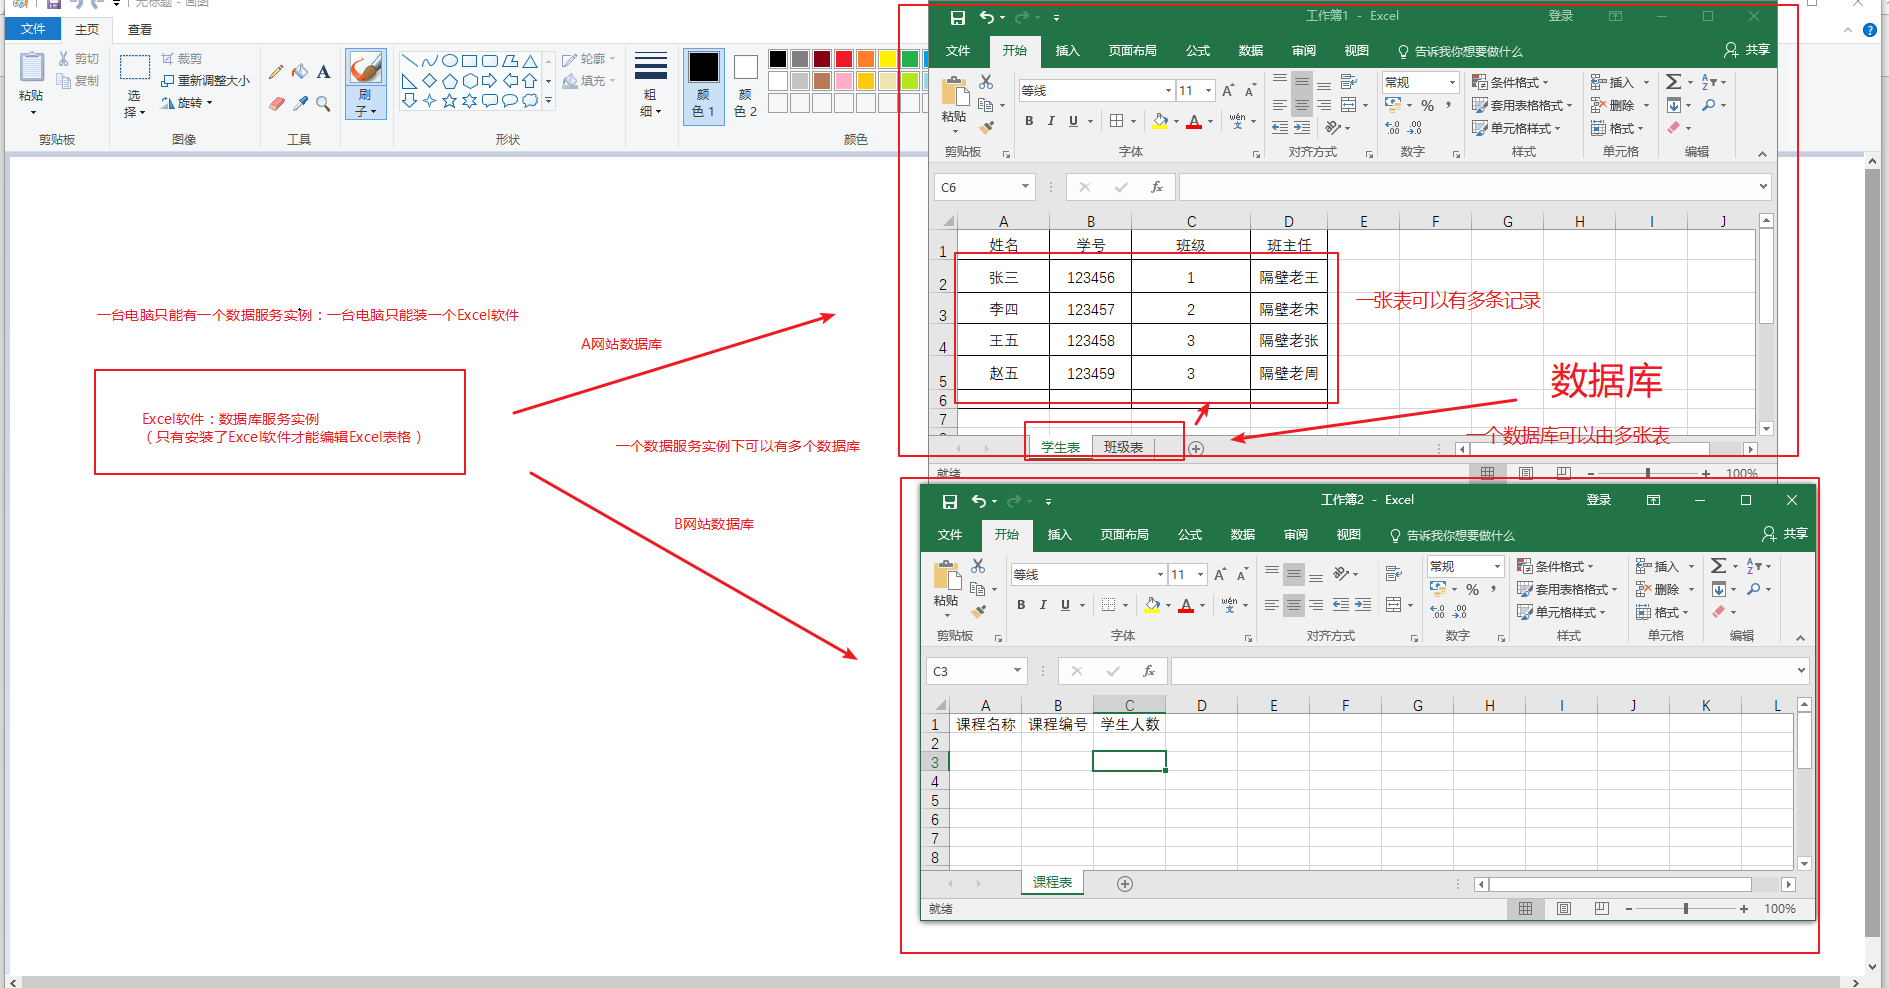 无标题 - 画图
文件 主页 查看
粘贴
剪切
复制
剪贴板
选择
裁剪
重新调整大小
旋转
图像
A
工具
刷子
形状
轮廓
填充
粗细
颜色 1
颜色 2
颜色
一台电脑只能有一个数据服务实例：一台电脑只能装一个Excel软件
A网站数据库
Excel软件：数据库服务实例
（只有安装了Excel软件才能编辑Excel表格）
一个数据服务实例下可以有多个数据库
B网站数据库
工作簿1 - Excel 登录
文件 开始 插入 页面布局 公式 数据 审阅 视图 告诉我你想要做什么 共享
粘贴
剪贴板
等线 11
B I U
字体
对齐方式
常规
数字
条件格式
套用表格格式
单元格样式
样式
插入
删除
格式
单元格
编辑
C6 fx
A B C D E F G H I J
1 姓名 学号 班级 班主任
2 张三 123456 1 隔壁老王
3 李四 123457 2 隔壁老宋
4 王五 123458 3 隔壁老张
5 赵五 123459 3 隔壁老周
6
7
一张表可以有多条记录
数据库
一个数据库可以由多张表
学生表 班级表
就绪 100%
工作簿2 - Excel 登录
文件 开始 插入 页面布局 公式 数据 审阅 视图 告诉我你想要做什么 共享
粘贴
剪贴板
等线 11
B I U
字体
对齐方式
常规
数字
条件格式
套用表格格式
单元格样式
样式
插入
删除
格式
单元格
编辑
C3 fx
A B C D E F G H I J K L
1 课程名称 课程编号 学生人数
2
3
4
5
6
7
8
课程表
就绪 100%